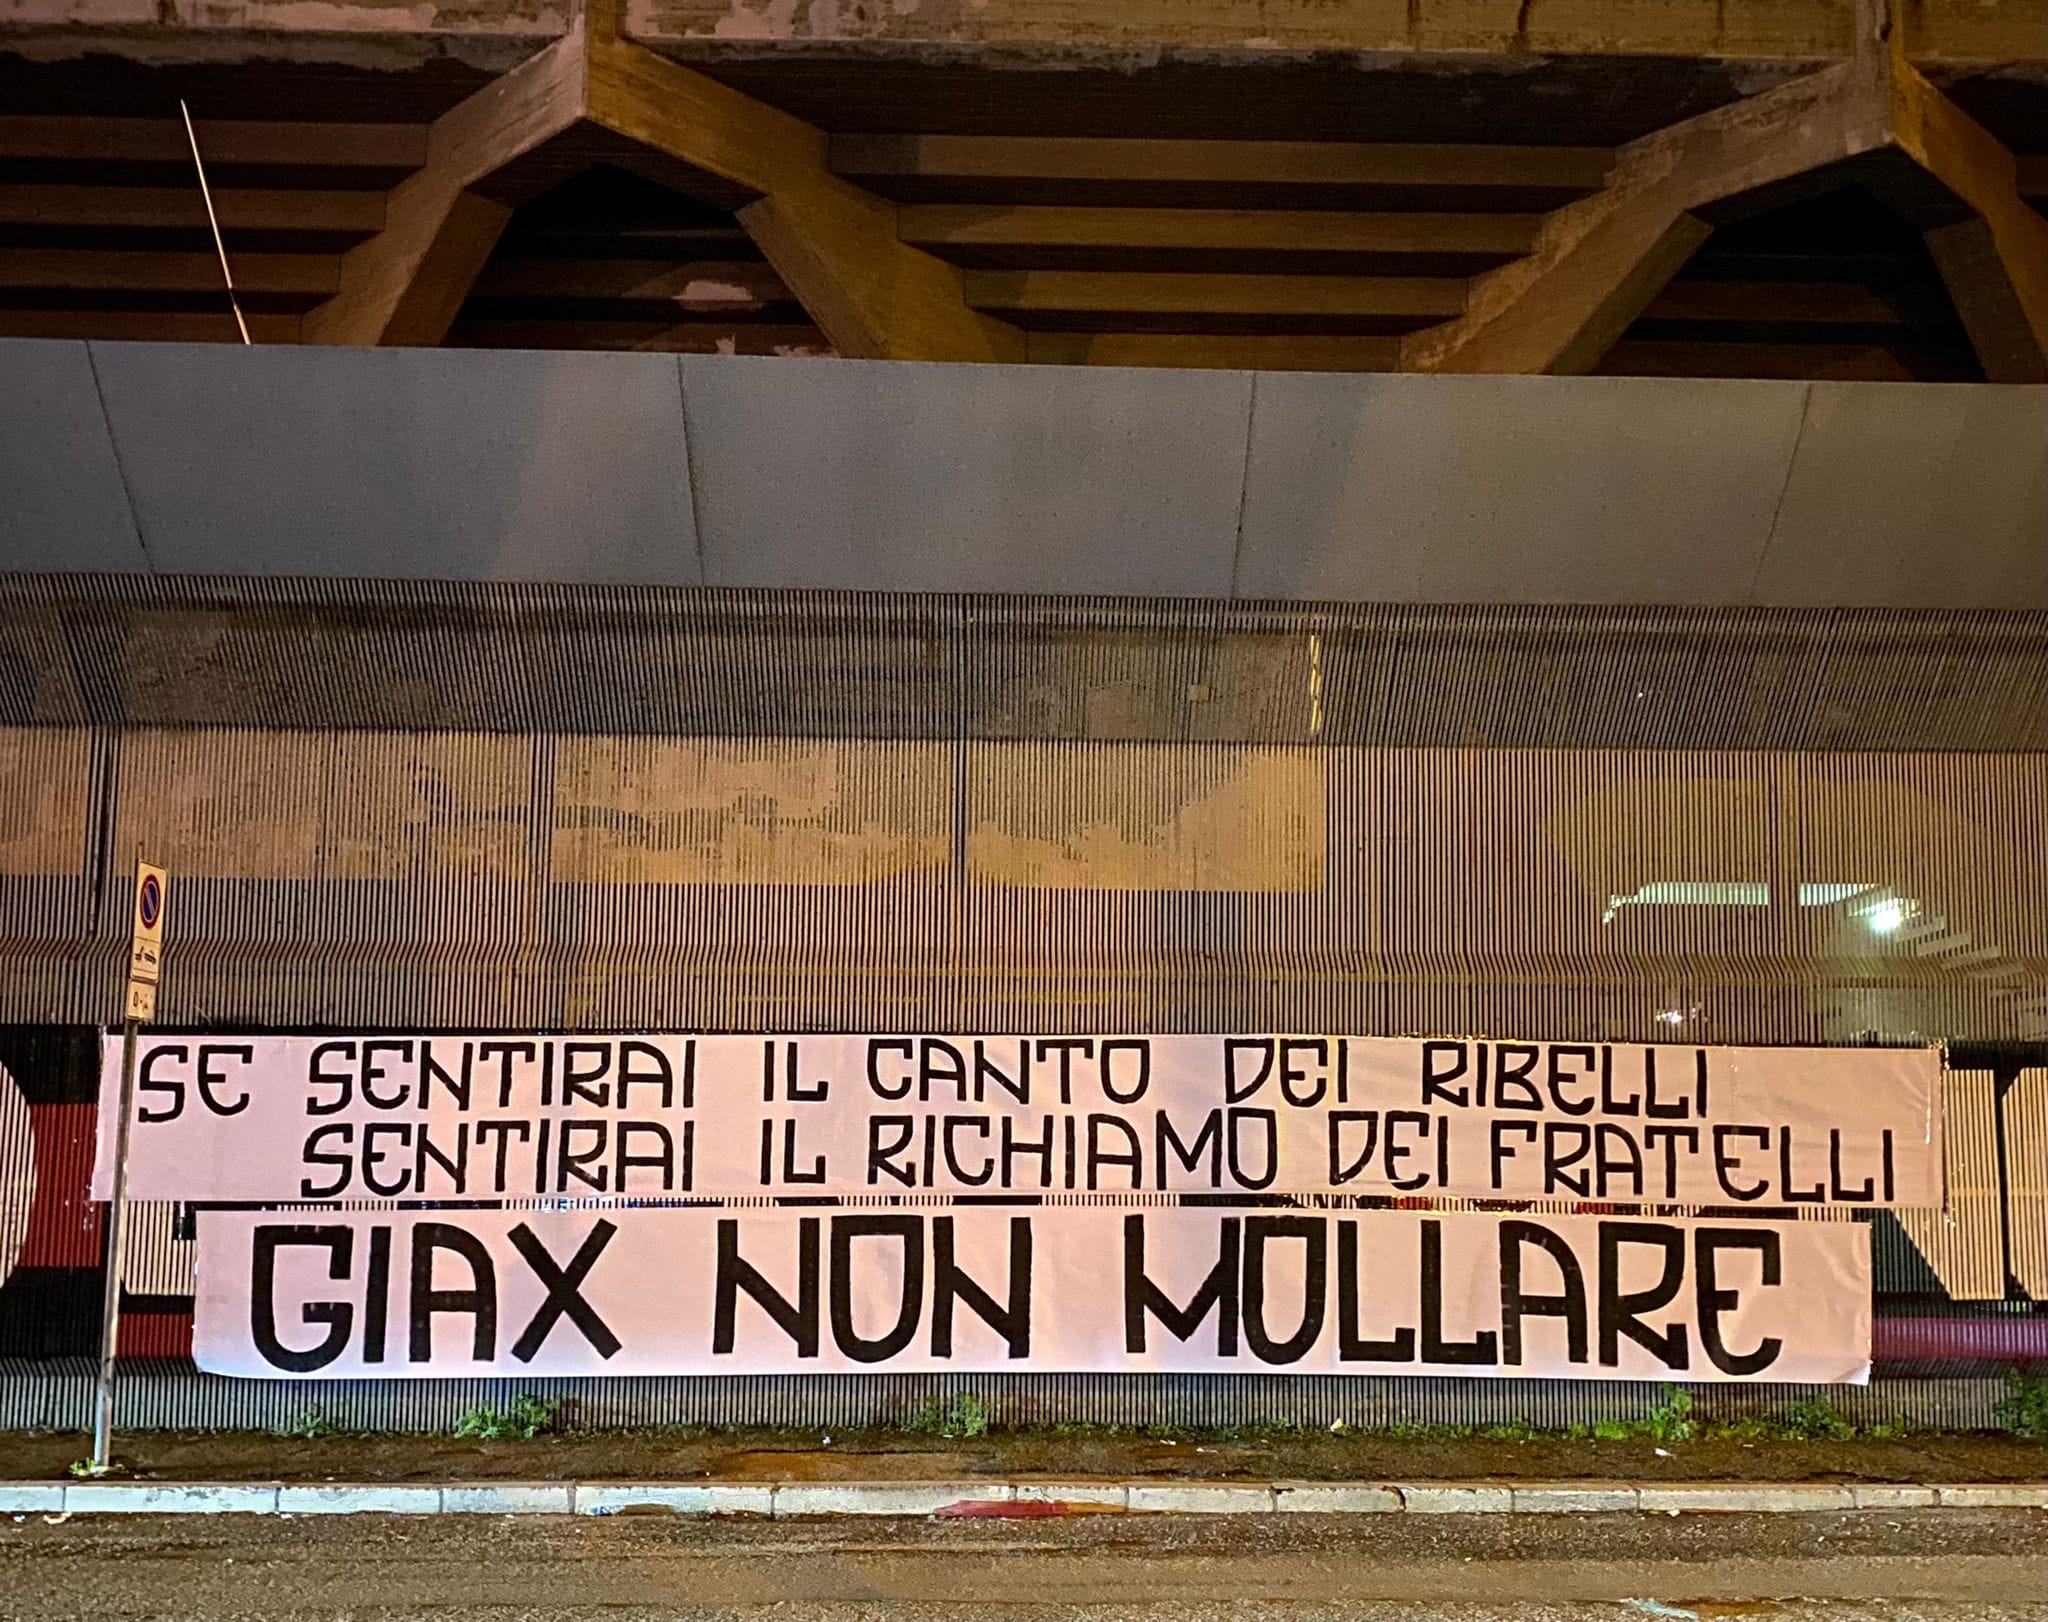 SE SENTIRAI IL CANTO DEI RIBELLI
SENTIRAI IL RICHIAMO DEI FRATELLI
GIAX NON MOLLARE